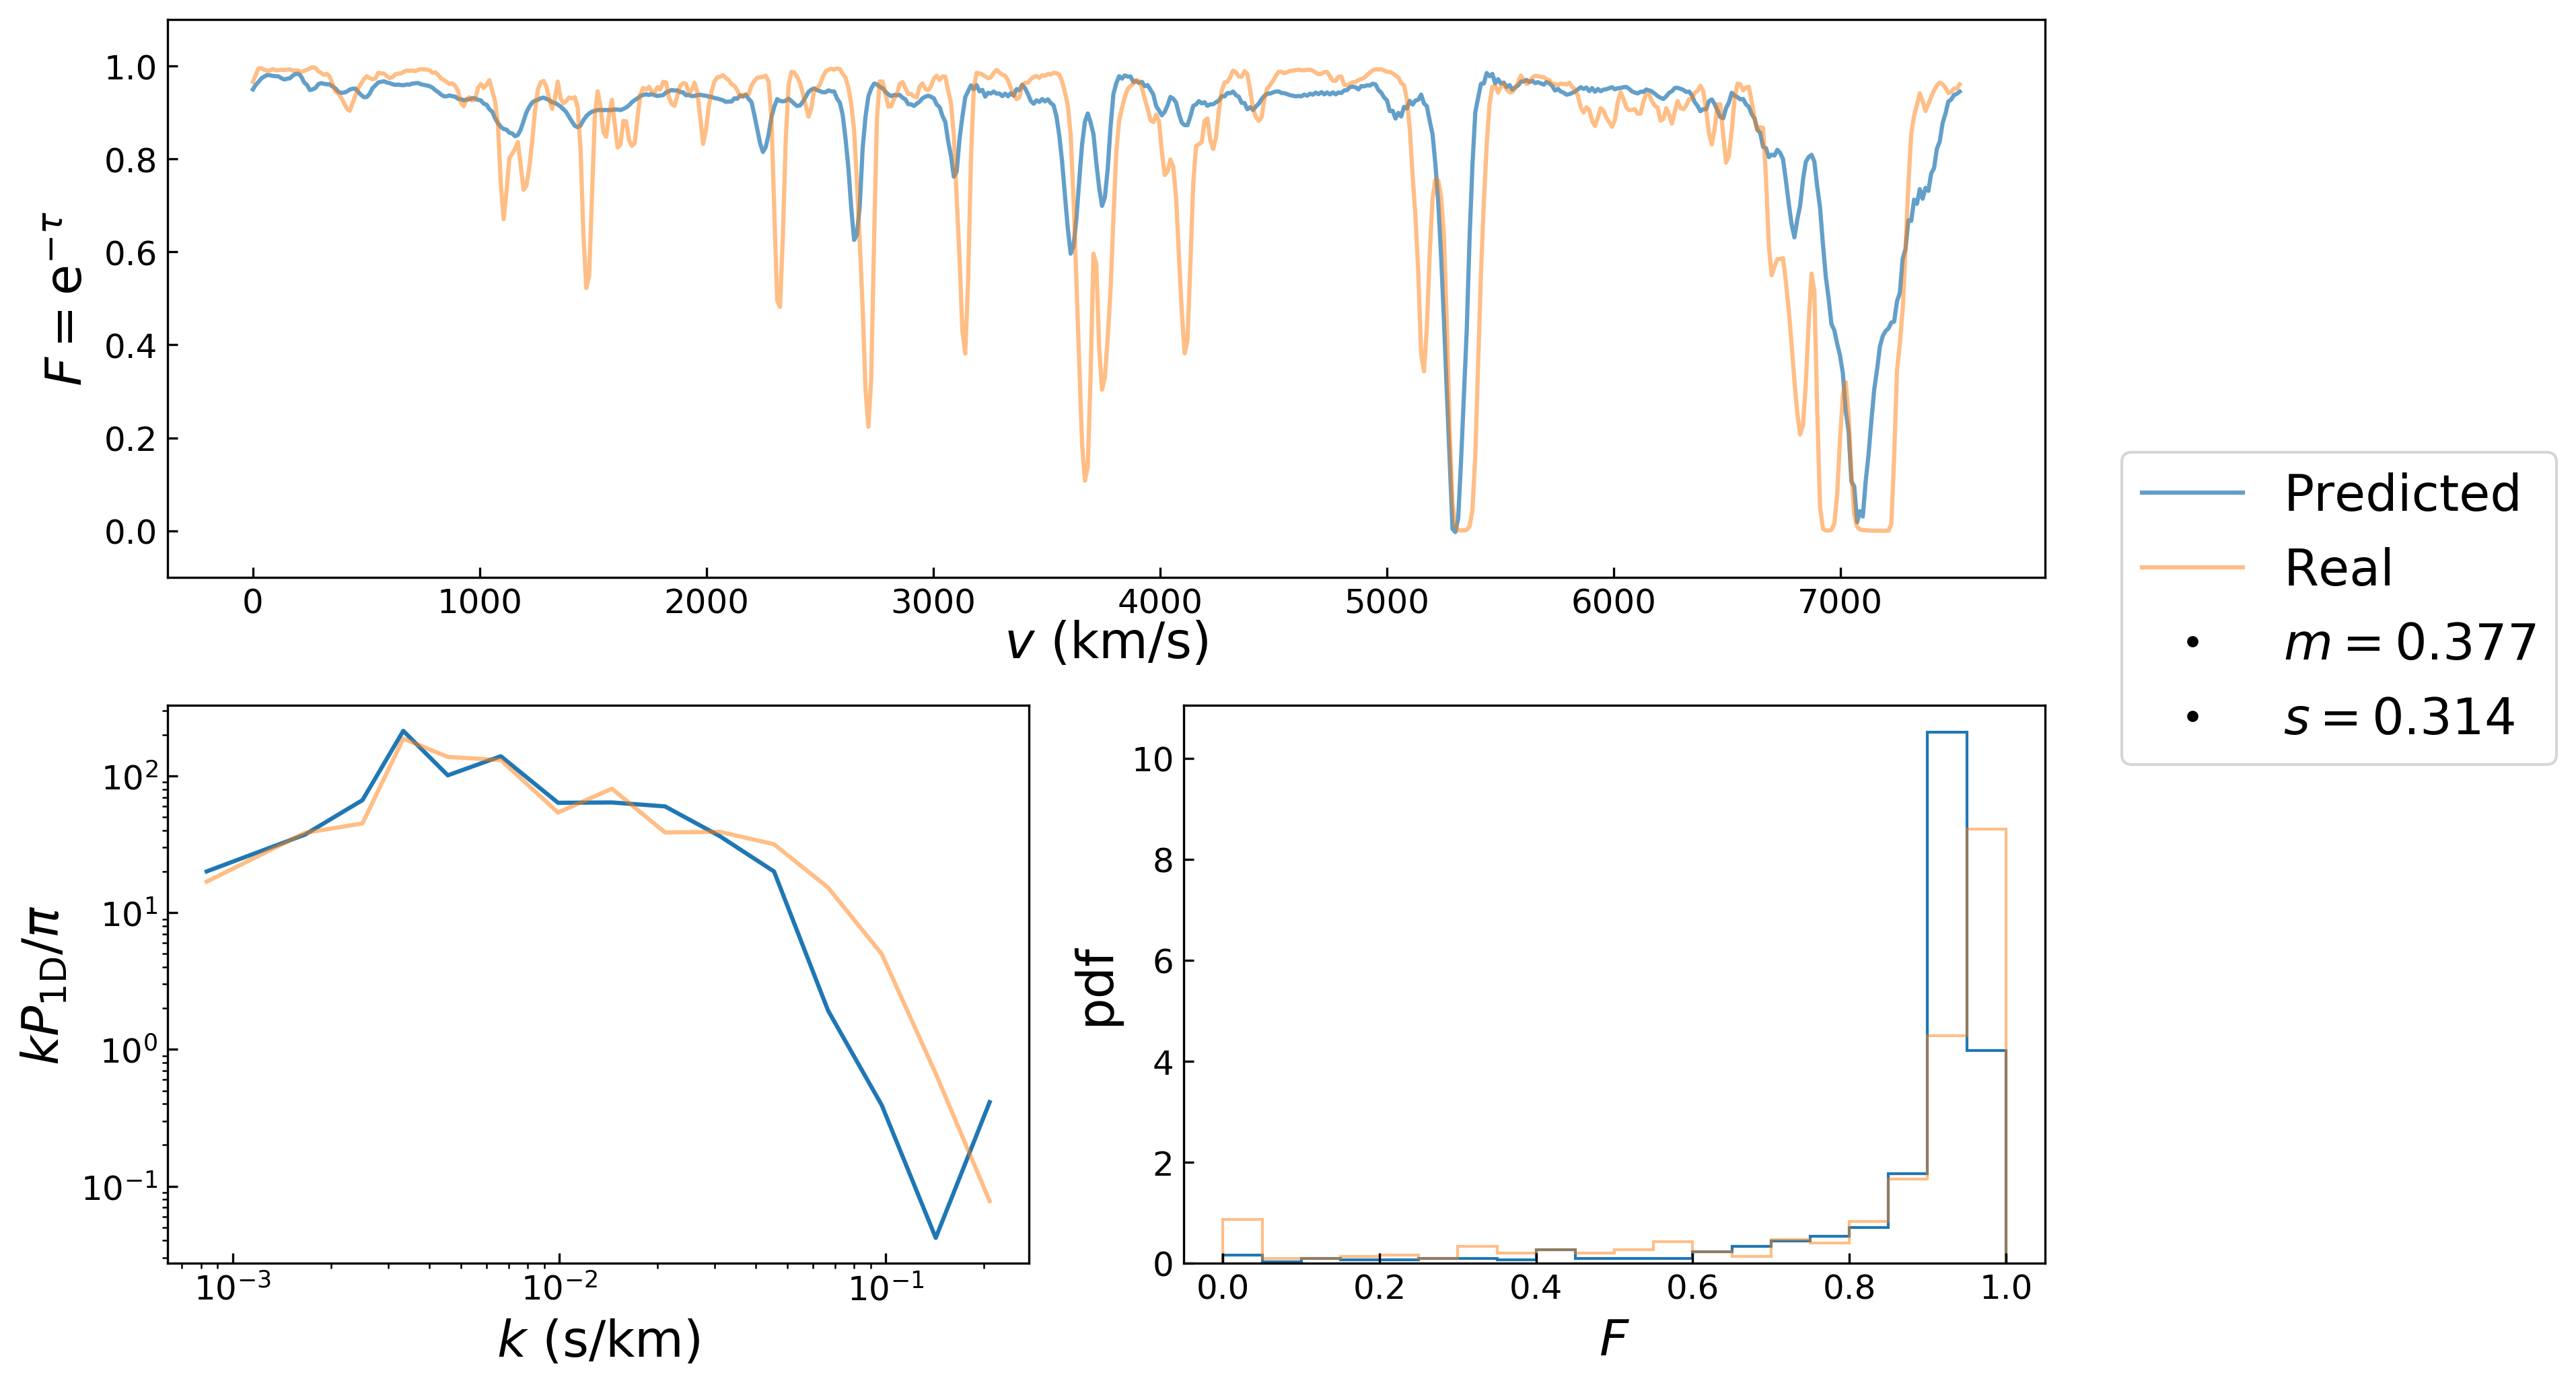 1.0
0.8
0.6
0.4
0.2
0.0
F = e^{−τ}
0 1000 2000 3000 4000 5000 6000 7000
v (km/s)
Predicted
Real
m = 0.377
s = 0.314
10^2
10^1
10^0
10^{−1}
kP_{1D}/π
10^{−3} 10^{−2} 10^{−1}
k (s/km)
10
8
6
4
2
0
pdf
0.0 0.2 0.4 0.6 0.8 1.0
F